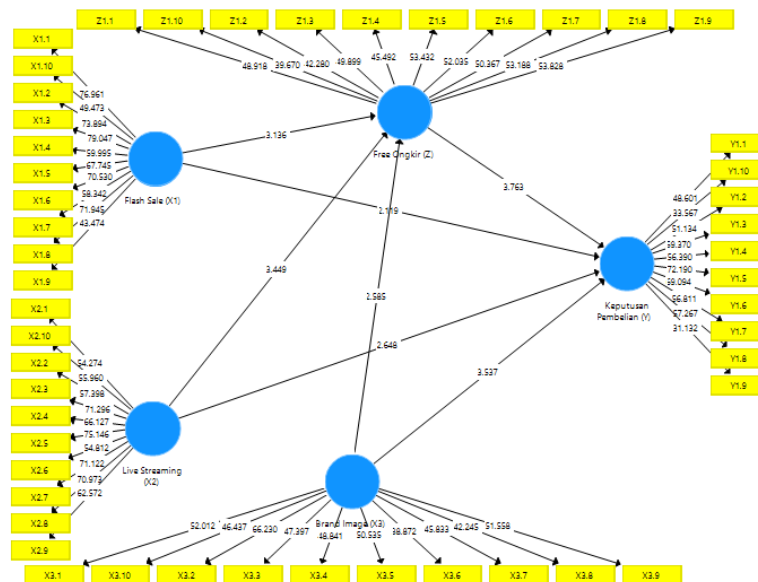 Z1.1
Z1.10
Z1.2
Z1.3
Z1.4
Z1.5
Z1.6
Z1.7
Z1.8
Z1.9
48.918
39.670
42.280
49.899
45.492
53.432
52.035
50.367
53.188
53.828
Free Ongkir (Z)
X1.1
X1.10
X1.2
X1.3
X1.4
X1.5
X1.6
X1.7
X1.8
X1.9
76.961
49.473
73.894
79.047
59.995
67.745
70.530
58.342
71.945
43.474
Flash Sale (X1)
3.136
3.763
2.119
3.449
2.585
2.648
3.537
Y1.1
Y1.10
Y1.2
Y1.3
Y1.4
Y1.5
Y1.6
Y1.7
Y1.8
Y1.9
48.601
33.567
51.134
59.370
56.390
72.190
59.094
56.811
57.267
31.132
Keputusan
Pembelian (Y)
X2.1
X2.10
X2.2
X2.3
X2.4
X2.5
X2.6
X2.7
X2.8
X2.9
54.274
55.960
57.398
71.296
66.127
75.146
54.812
71.122
70.973
62.572
Live Streaming
(X2)
Brand Image (X3)
52.012
46.437
66.230
47.397
48.841
50.535
45.833
42.245
51.558
X3.1
X3.10
X3.2
X3.3
X3.4
X3.5
X3.6
X3.7
X3.8
X3.9